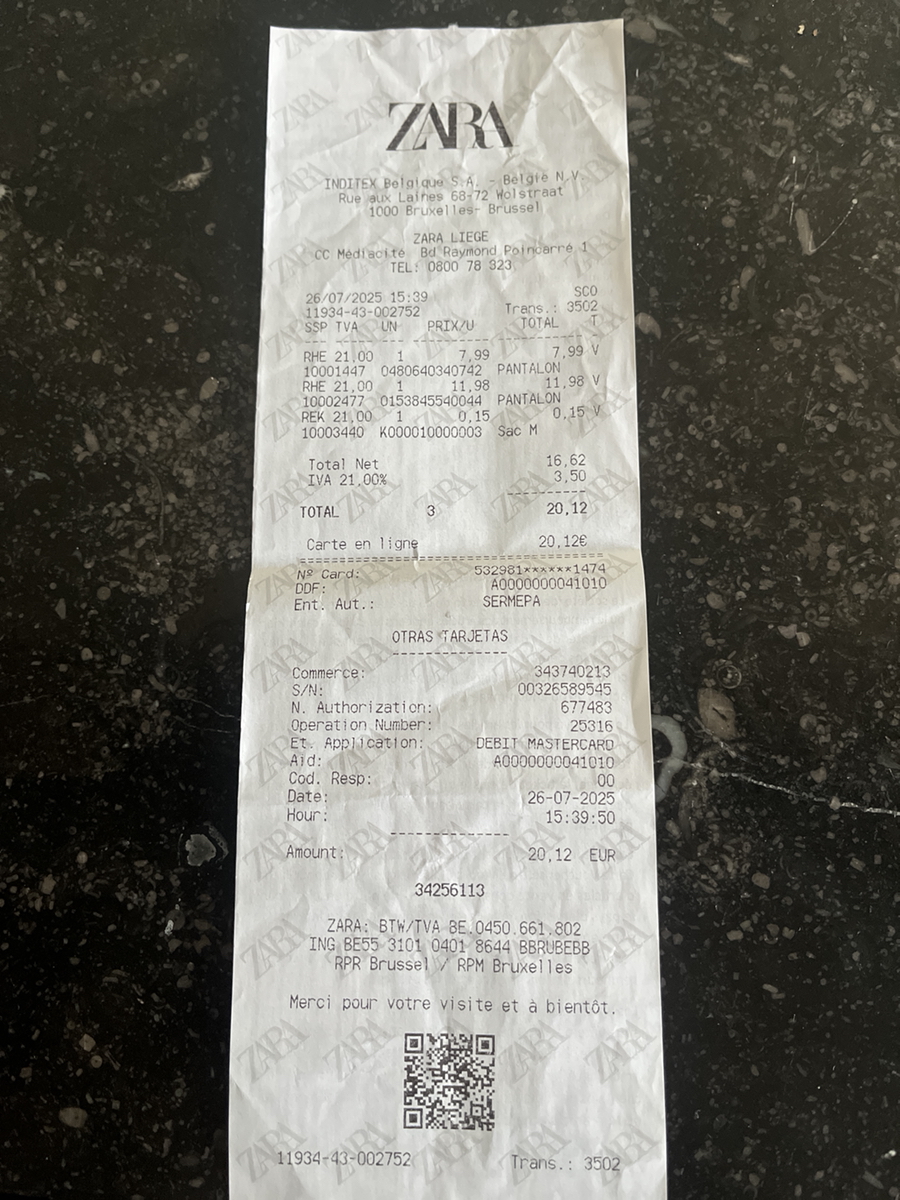 ZARA
INDITEX Belgique S.A. - België N.V.
Rue aux Laines 68-72 Wolstraat
1000 Bruxelles- Brussel
ZARA LIEGE
CC Médiacité Bd Raymond Poincarré 1
TEL: 0800 78 323
26/07/2025 15:39 SCO
11934-43-002752 Trans.: 3502
SSP TVA UN PRIX/U TOTAL T
RHE 21,00 1 7,99 7,99 V
10001447 0480640340742 PANTALON
RHE 21,00 1 11,98 11,98 V
10002477 0153845540044 PANTALON
REK 21,00 1 0,15 0,15 V
10003440 K000010000003 Sac M
Total Net 16,62
IVA 21,00% 3,50
TOTAL 3 20,12
Carte en ligne 20,12€
Nº Card: 532981******1474
DDF: A0000000041010
Ent. Aut.: SERMEPA
OTRAS TARJETAS
Commerce: 343740213
S/N: 00326589545
N. Authorization: 677483
Operation Number: 25316
Et. Application: DEBIT MASTERCARD
Aid: A0000000041010
Cod. Resp: 00
Date: 26-07-2025
Hour: 15:39:50
Amount: 20,12 EUR
34256113
ZARA: BTW/TVA BE.0450.661.802
ING BE55 3101 0401 8644 BBRUBEBB
RPR Brussel / RPM Bruxelles
Merci pour votre visite et à bientôt.
11934-43-002752 Trans.: 3502